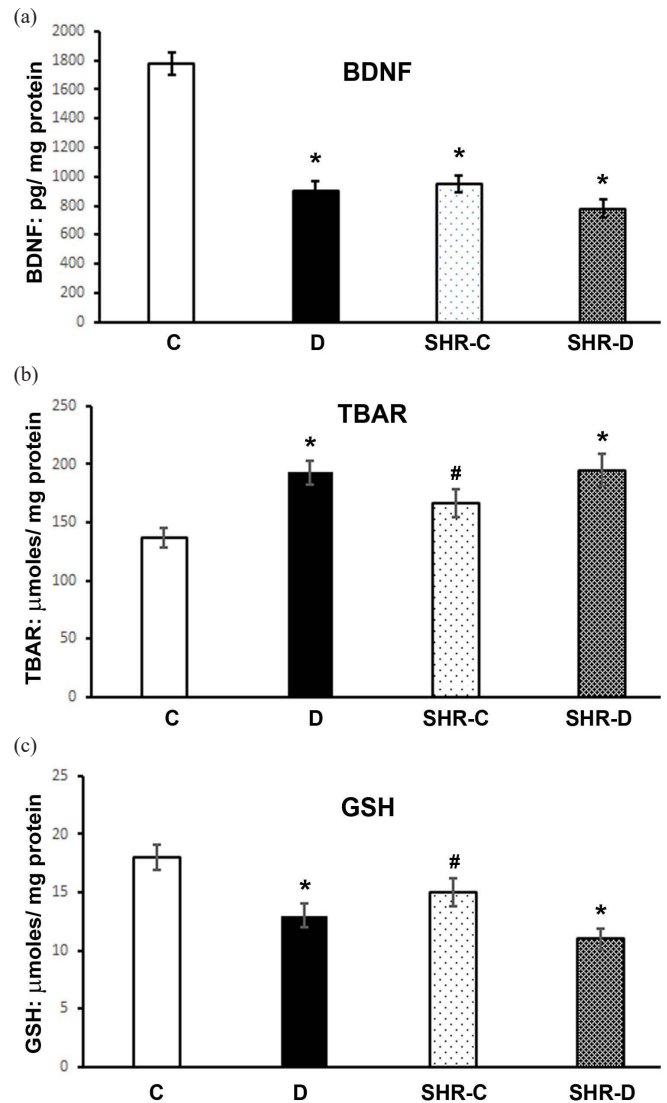 (a)
2000
1800
1600
1400
1200
1000
800
600
400
200
0
BDNF: pg/ mg protein
BDNF
*
*
*
C D SHR-C SHR-D
(b)
250
200
150
100
50
0
TBAR: μmoles/ mg protein
TBAR
*
#
*
C D SHR-C SHR-D
(c)
25
20
15
10
5
0
GSH: μmoles/ mg protein
GSH
*
#
*
C D SHR-C SHR-D